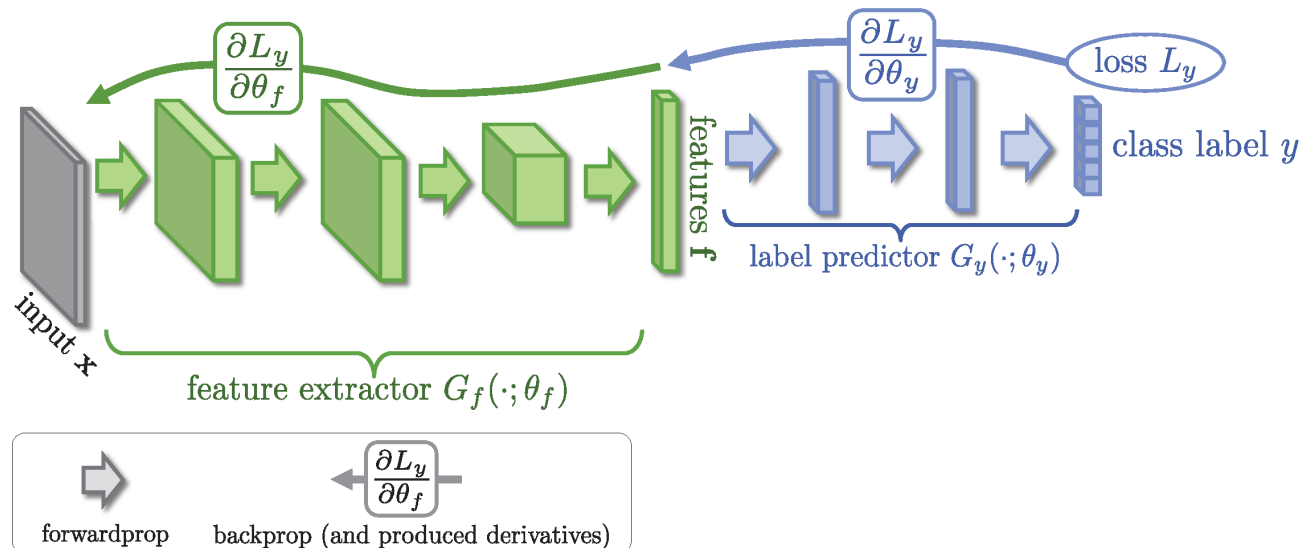 ∂L_y/∂θ_f
∂L_y/∂θ_y
loss L_y
input x
features f
class label y
label predictor G_y(·; θ_y)
feature extractor G_f(·; θ_f)
∂L_y/∂θ_f
forwardprop
backprop (and produced derivatives)